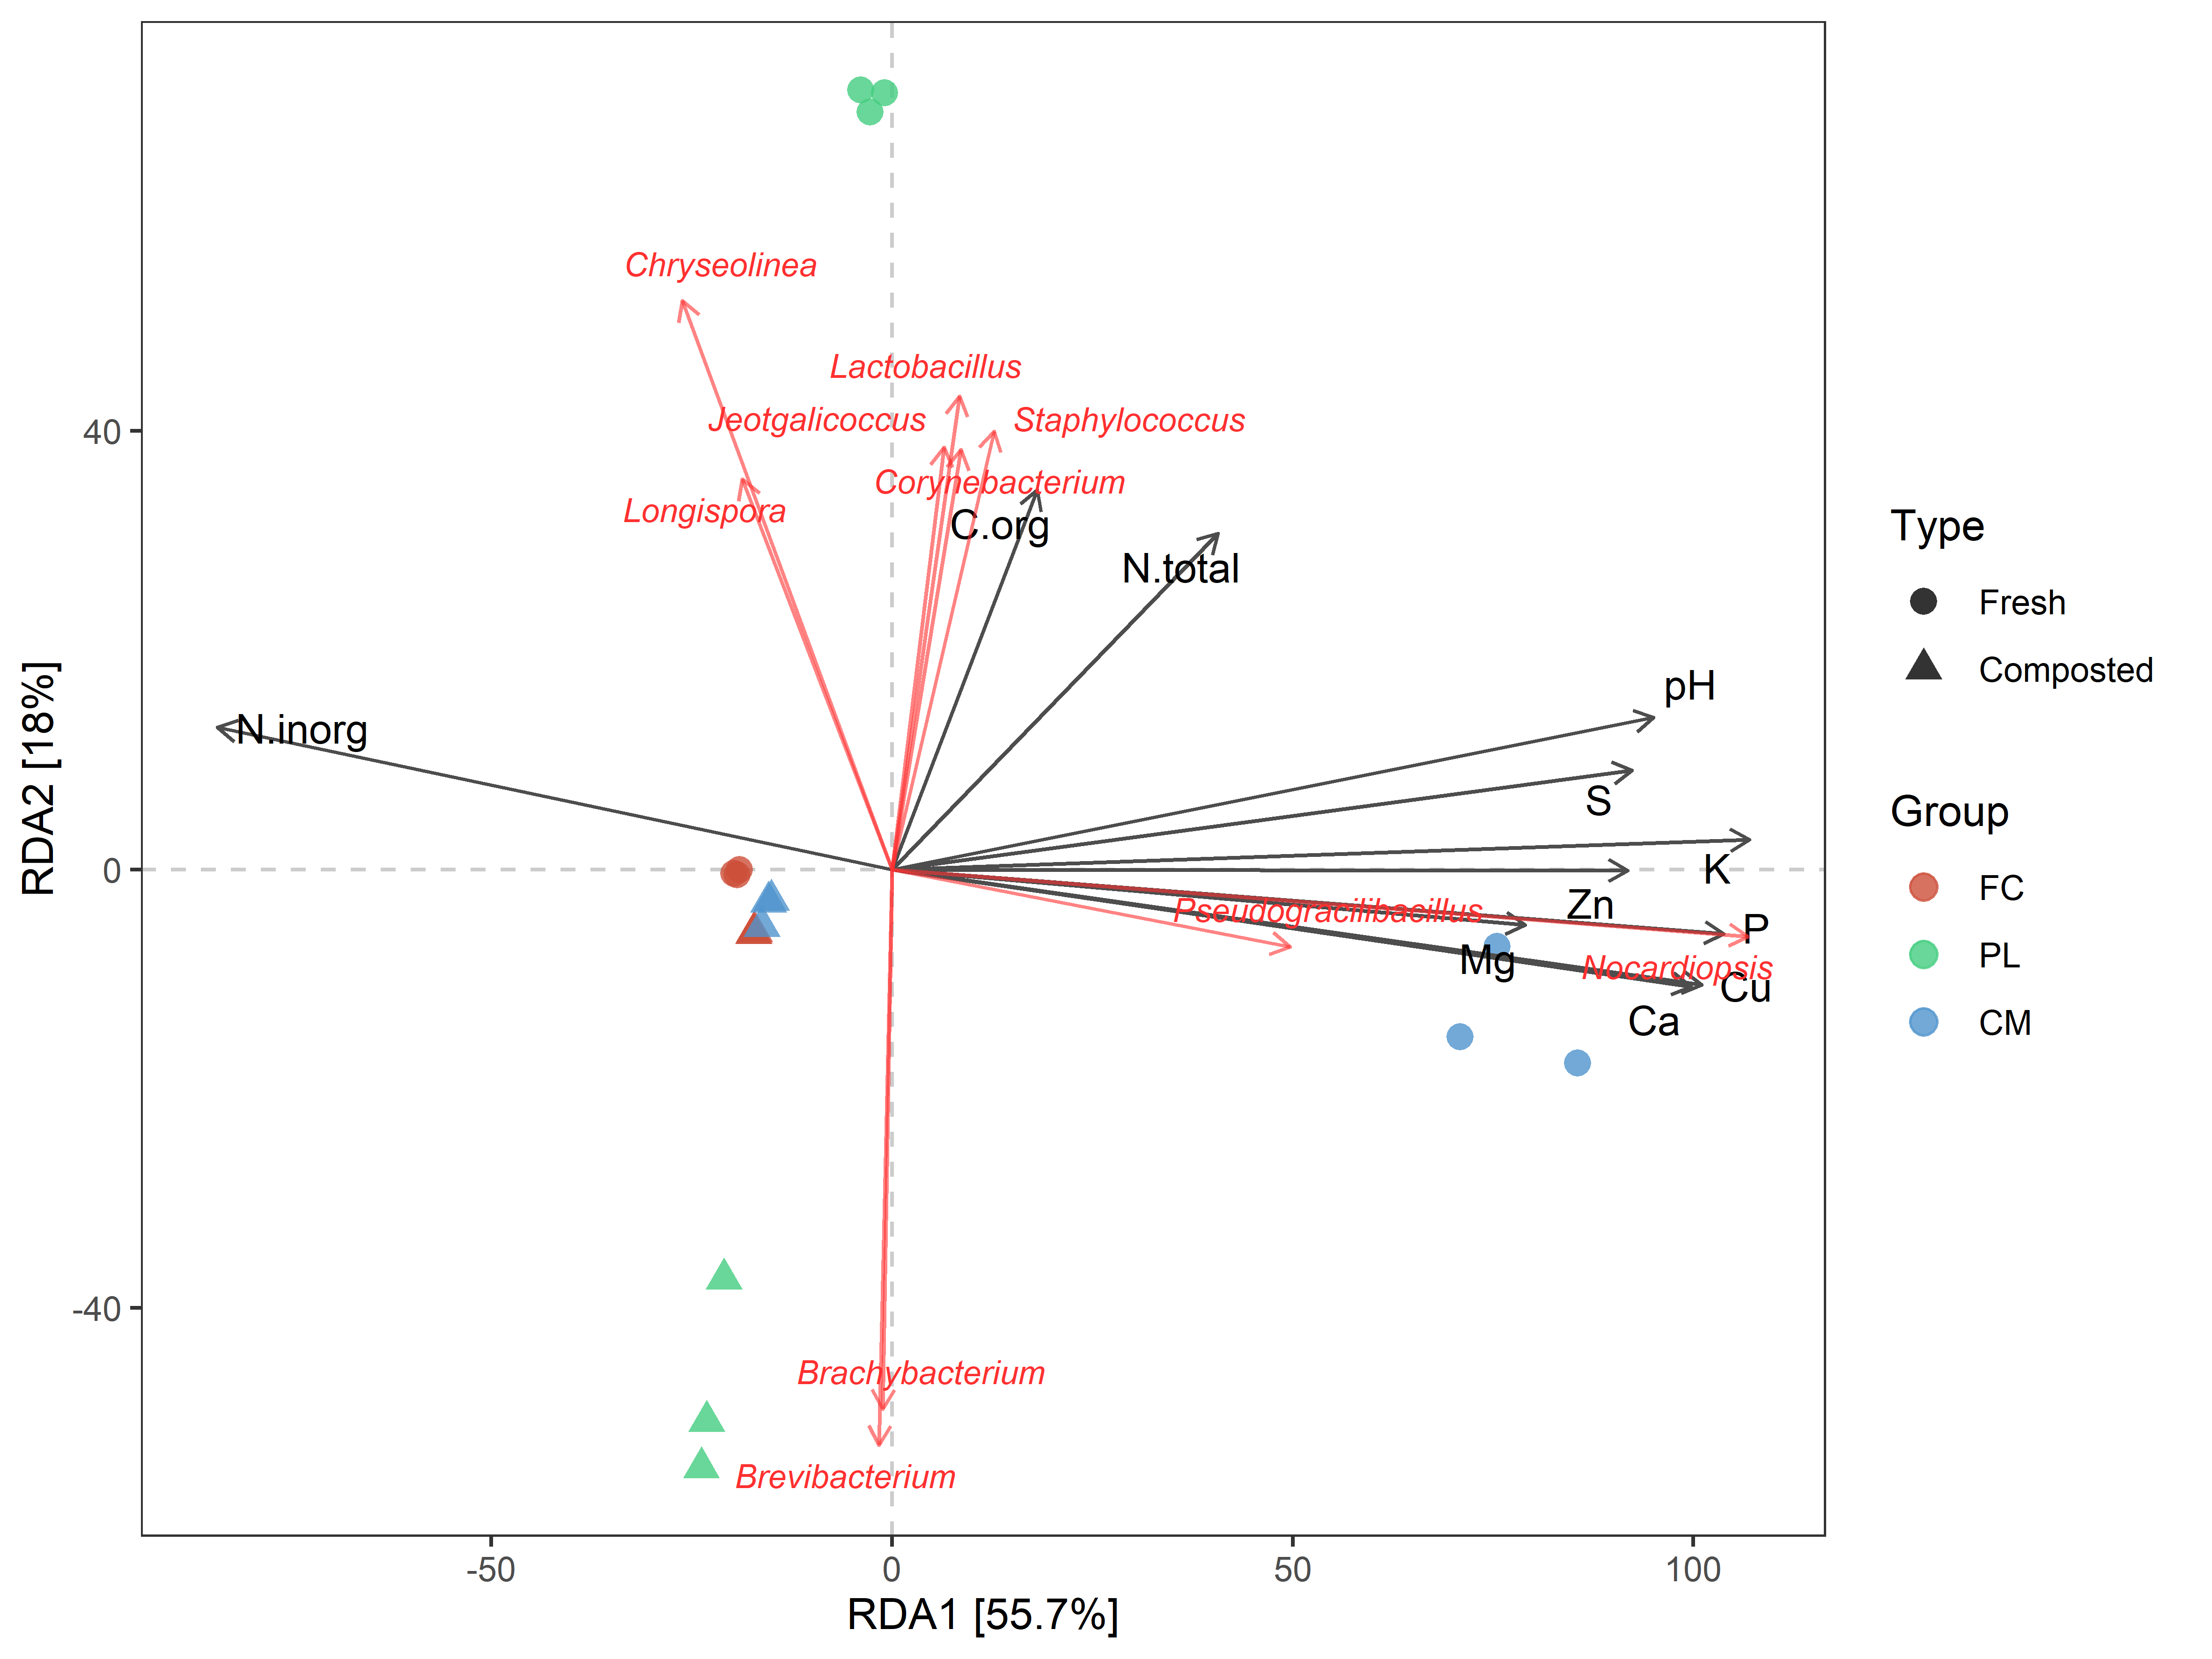 Chryseolinea
Lactobacillus
Jeotgalicoccus
Staphylococcus
Corynebacterium
Longispora
C.org
N.total
pH
N.inorg
S
K
Zn
Pseudogracilibacillus
P
Mg
Nocardiopsis
Cu
Ca
Brachybacterium
Brevibacterium
40
0
-40
RDA2 [18%]
-50
0
50
100
RDA1 [55.7%]
Type
Fresh
Composted
Group
FC
PL
CM